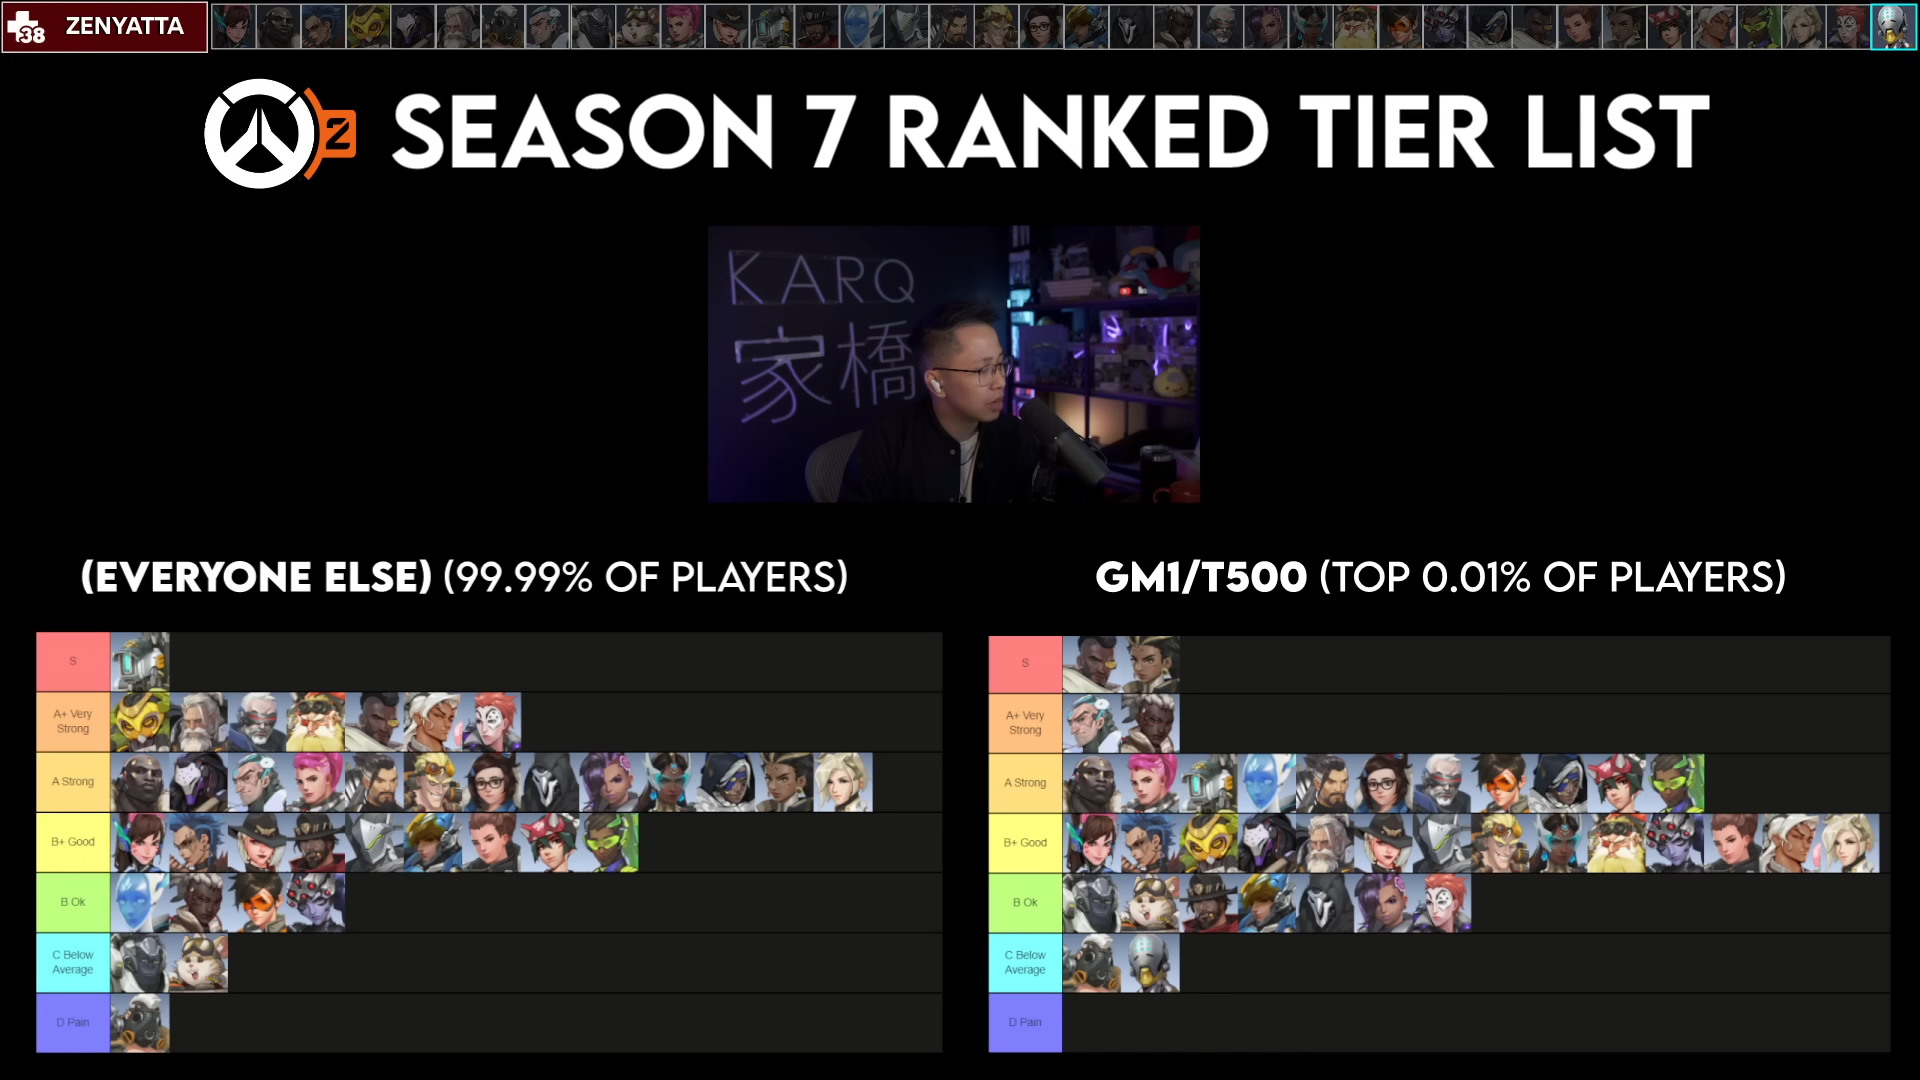 38 ZENYATTA
2 SEASON 7 RANKED TIER LIST
KARQ
家橋
(EVERYONE ELSE) (99.99% OF PLAYERS)
S
A+ Very
Strong
A Strong
B+ Good
B Ok
C Below
Average
D Pain
GM1/T500 (TOP 0.01% OF PLAYERS)
S
A+ Very
Strong
A Strong
B+ Good
B Ok
C Below
Average
D Pain